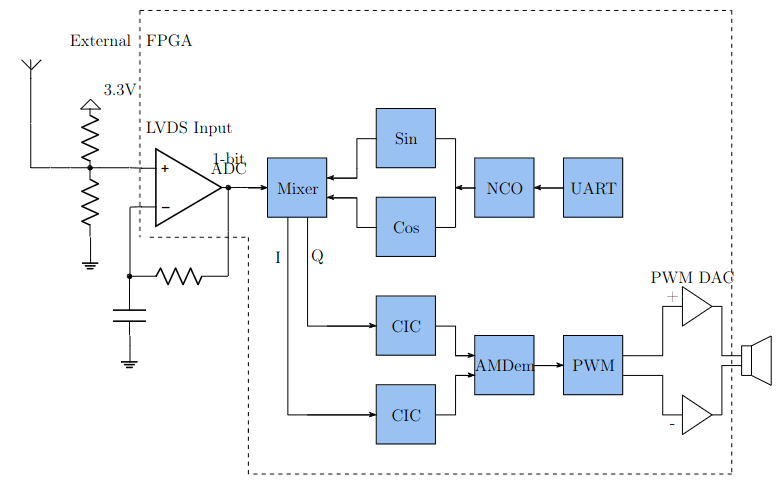 External FPGA
3.3V
LVDS Input
1-bit
ADC
+
−
Sin
Mixer
NCO
UART
Cos
I
Q
PWM DAC
+
CIC
AMDem
PWM
CIC
-